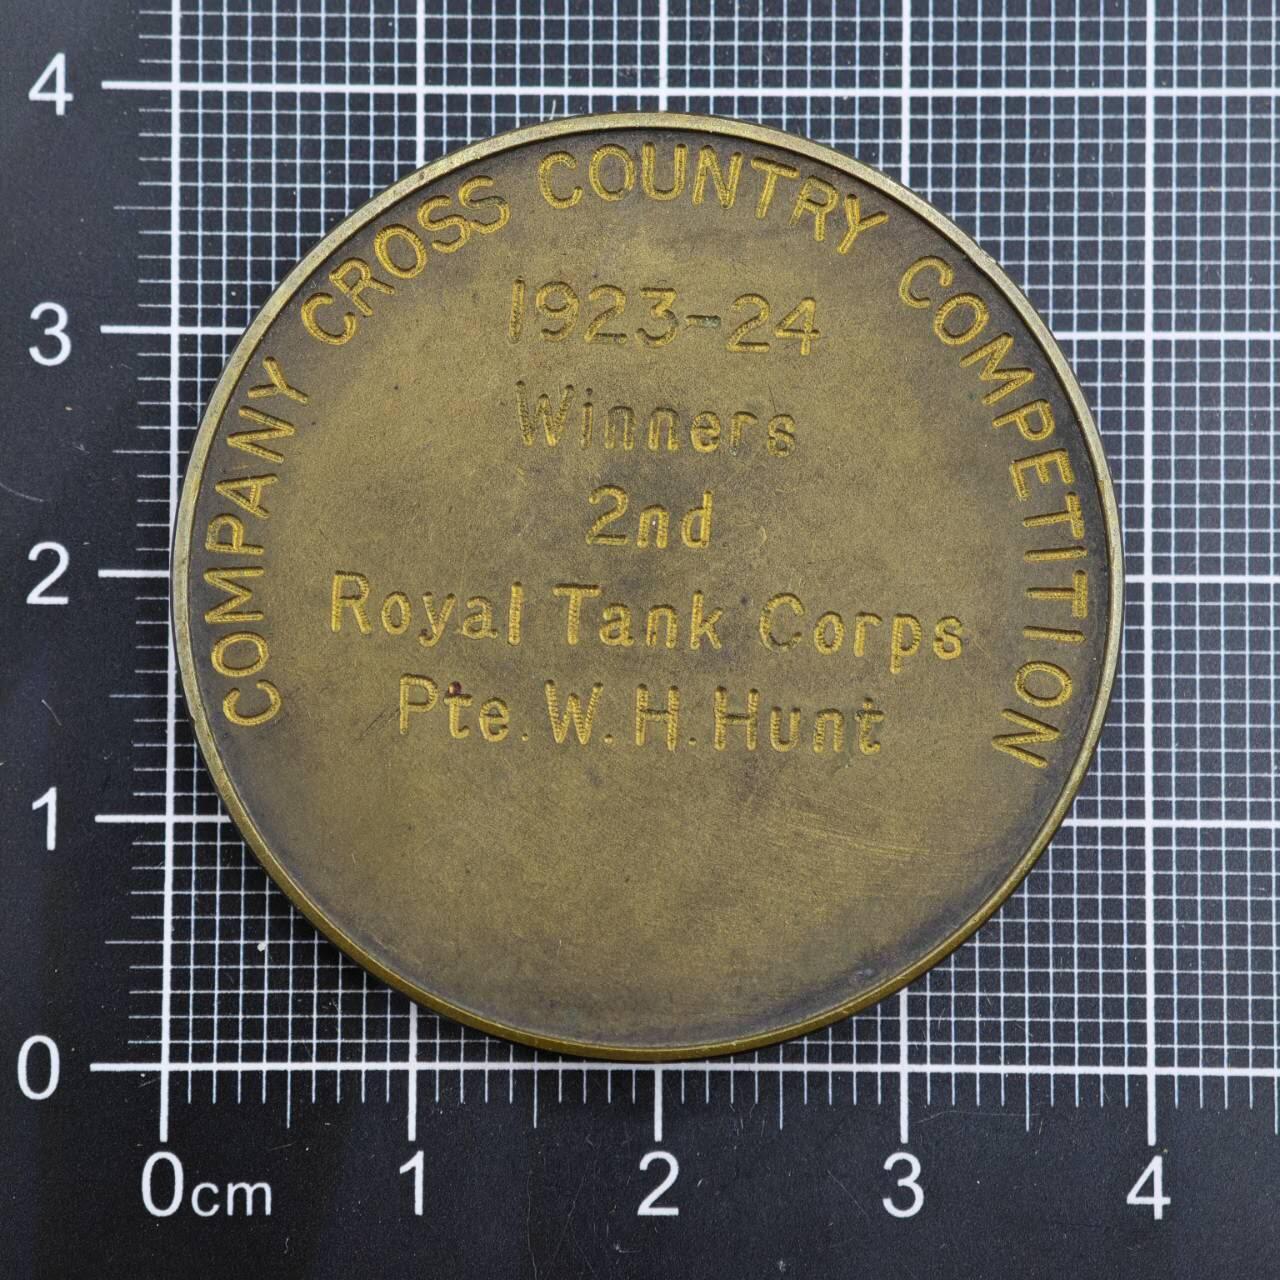 COMPANY CROSS COUNTRY COMPETITION
1923-24
Winners
2nd
Royal Tank Corps
Pte. W. H. Hunt
4
3
2
1
0
0cm 1 2 3 4